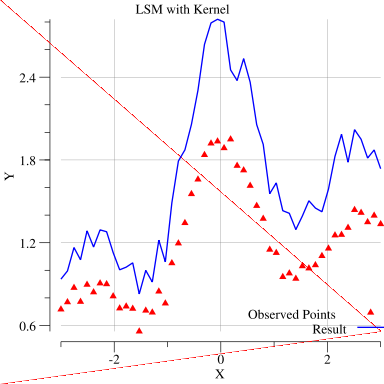 LSM with Kernel
2.4
1.8
1.2
0.6
Y
Observed Points
Result
-2
0
2
X